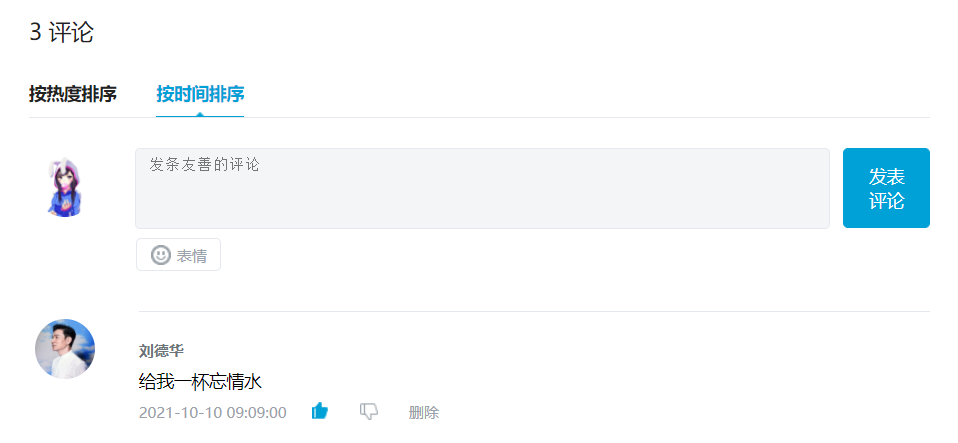 3 评论
按热度排序 按时间排序
发条友善的评论
发表
评论
表情
刘德华
给我一杯忘情水
2021-10-10 09:09:00 删除